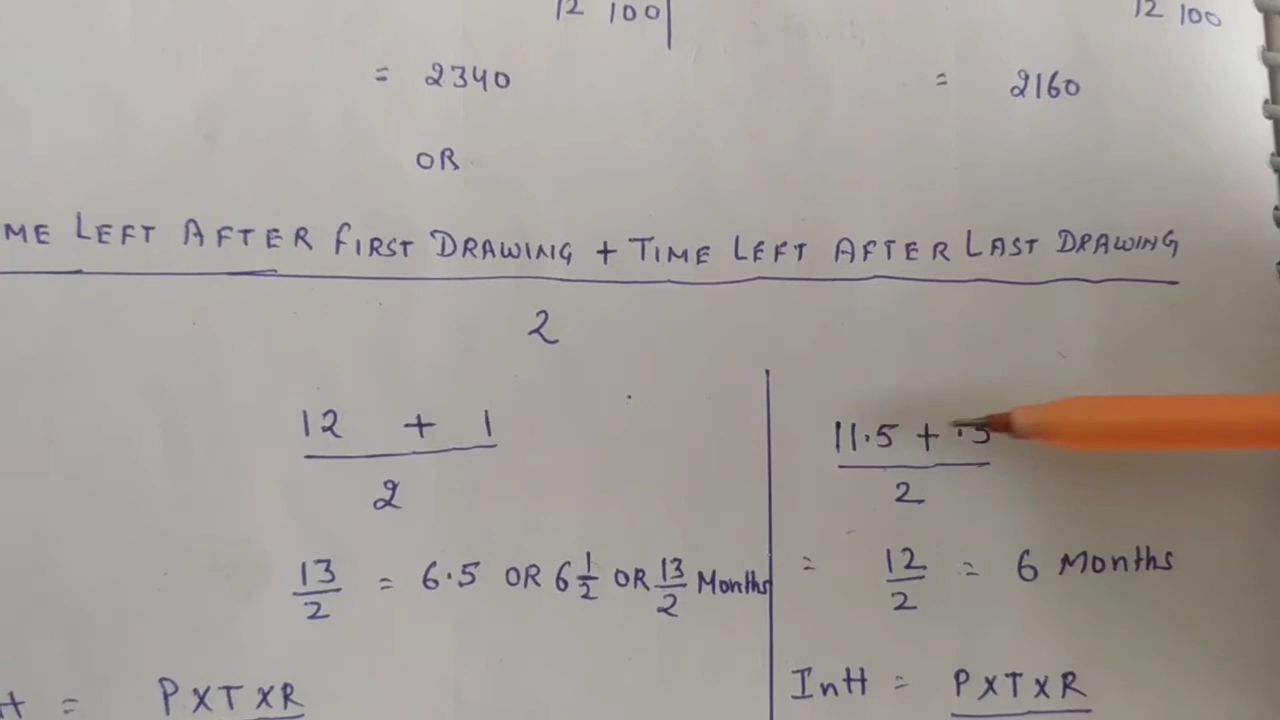 12 100 12 100
= 2340 = 2160
OR
ME LEFT AFTER FIRST DRAWING + TIME LEFT AFTER LAST DRAWING
2
12 + 1 11.5 + .5
2 2
13/2 = 6.5 OR 6 1/2 OR 13/2 Months = 12/2 = 6 Months
= P X T X R IntH = P X T X R